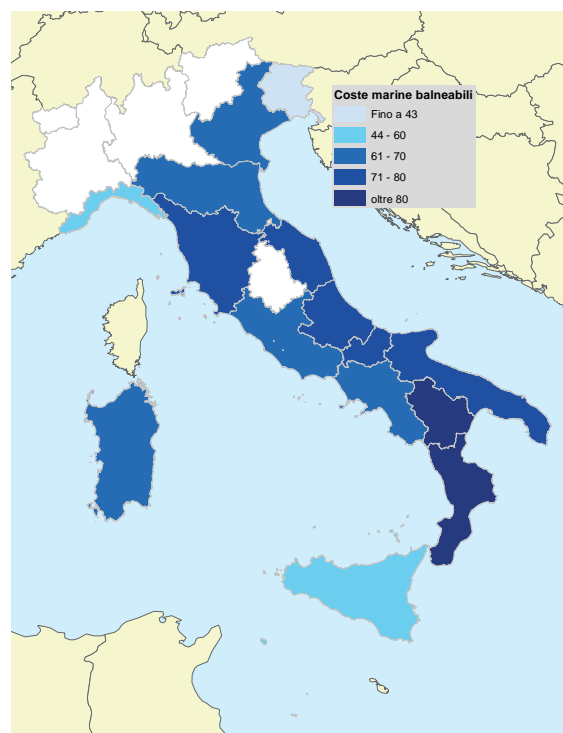 Coste marine balneabili
Fino a 43
44 - 60
61 - 70
71 - 80
oltre 80